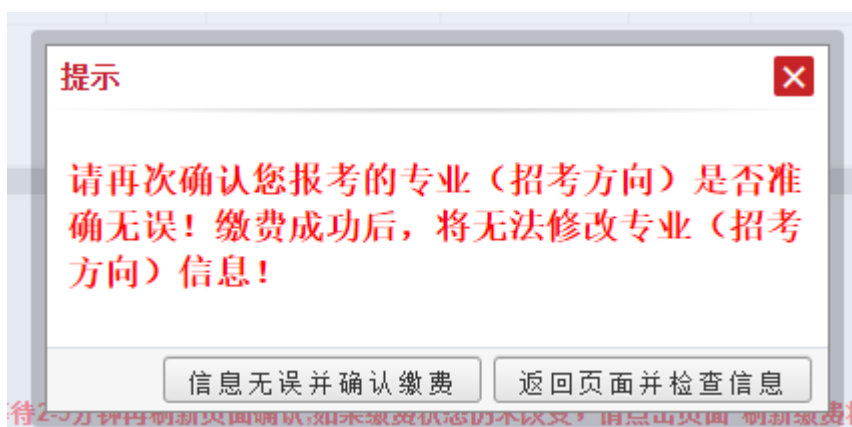 提示
请再次确认您报考的专业（招考方向）是否准
确无误！缴费成功后，将无法修改专业（招考
方向）信息！
信息无误并确认缴费 返回页面并检查信息